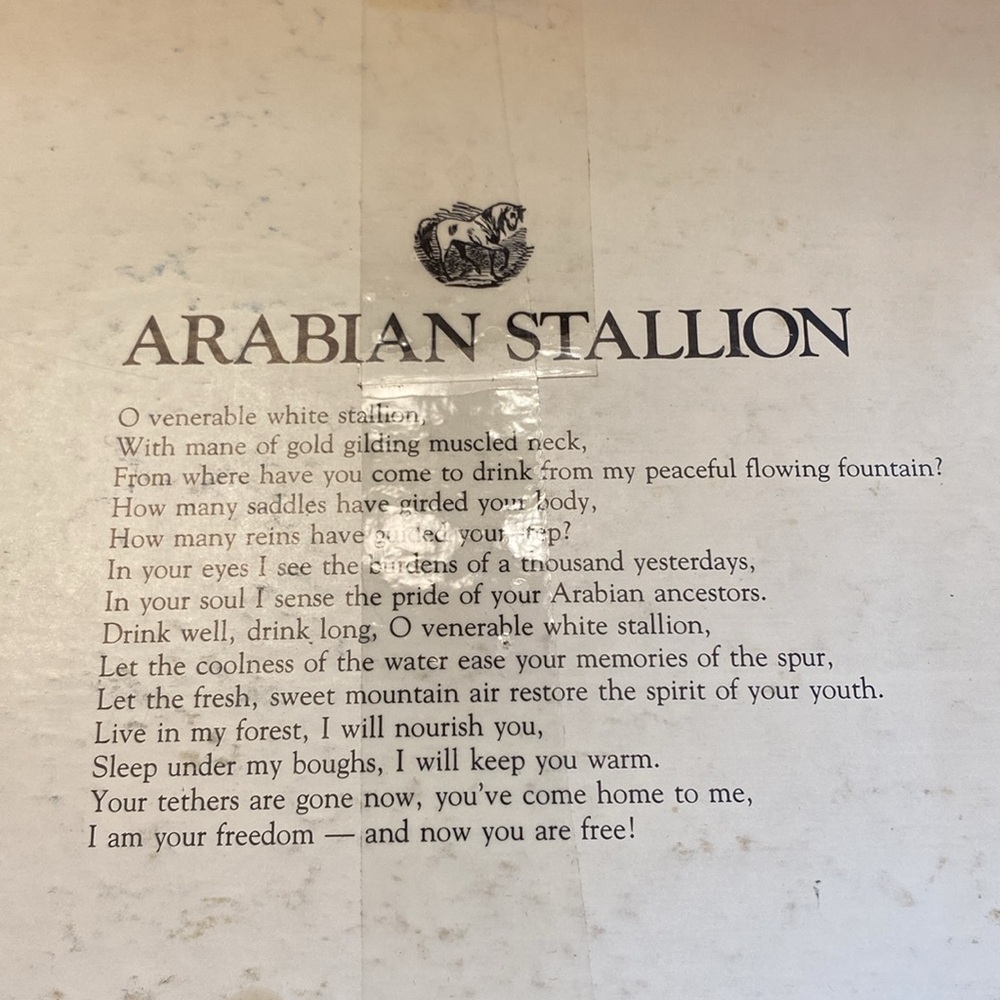 ARABIAN STALLION
O venerable white stallion,
With mane of gold gilding muscled neck,
From where have you come to drink from my peaceful flowing fountain?
How many saddles have girded your body,
How many reins have guided your step?
In your eyes I see the burdens of a thousand yesterdays,
In your soul I sense the pride of your Arabian ancestors.
Drink well, drink long, O venerable white stallion,
Let the coolness of the water ease your memories of the spur,
Let the fresh, sweet mountain air restore the spirit of your youth.
Live in my forest, I will nourish you,
Sleep under my boughs, I will keep you warm.
Your tethers are gone now, you've come home to me,
I am your freedom — and now you are free!